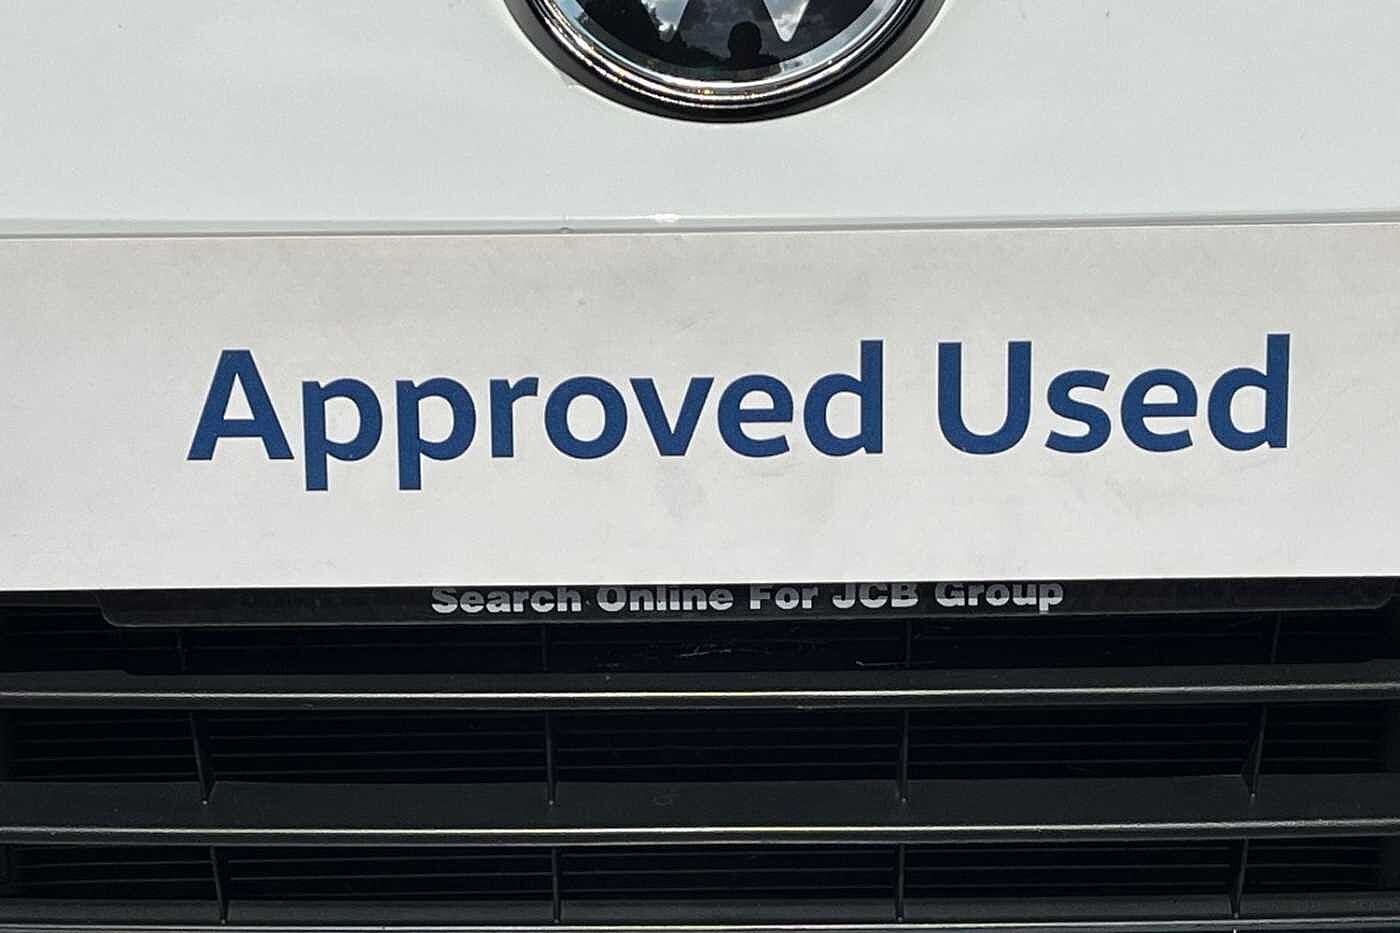 Approved Used
Search Online For JCB Group